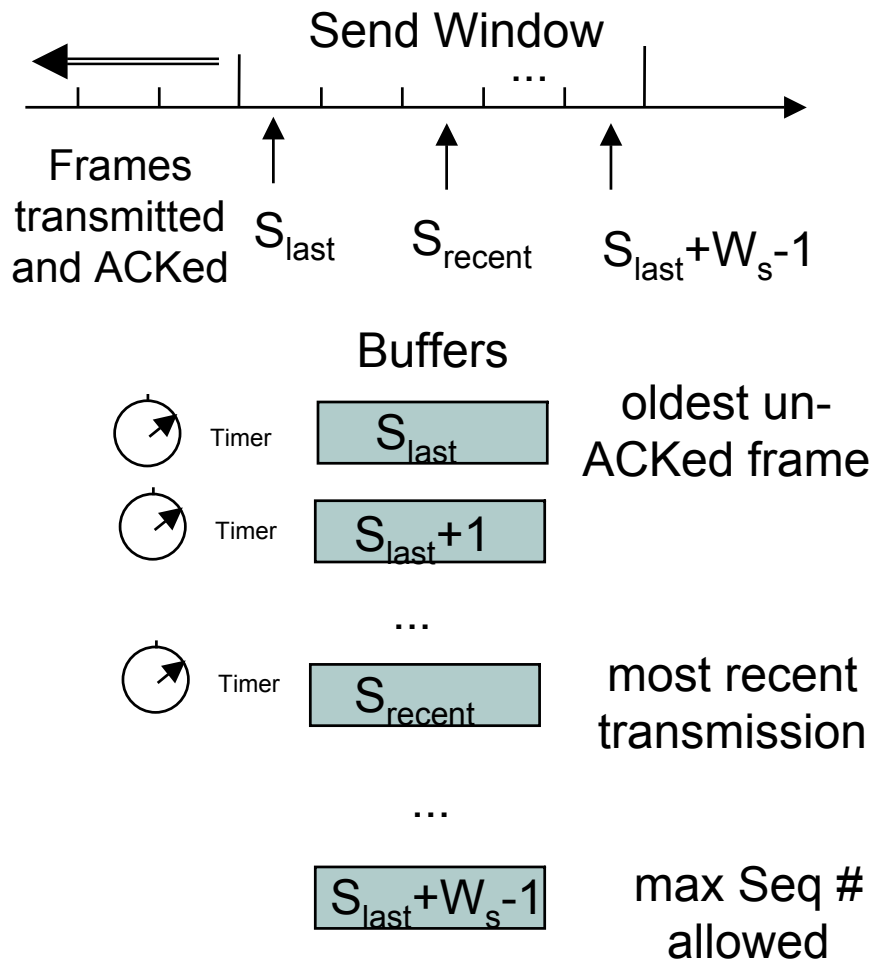 Send Window
...
Frames
transmitted
and ACKed
S_last
S_recent
S_last+W_s-1
Buffers
Timer
S_last
oldest un-
ACKed frame
Timer
S_last+1
...
Timer
S_recent
most recent
transmission
...
S_last+W_s-1
max Seq #
allowed